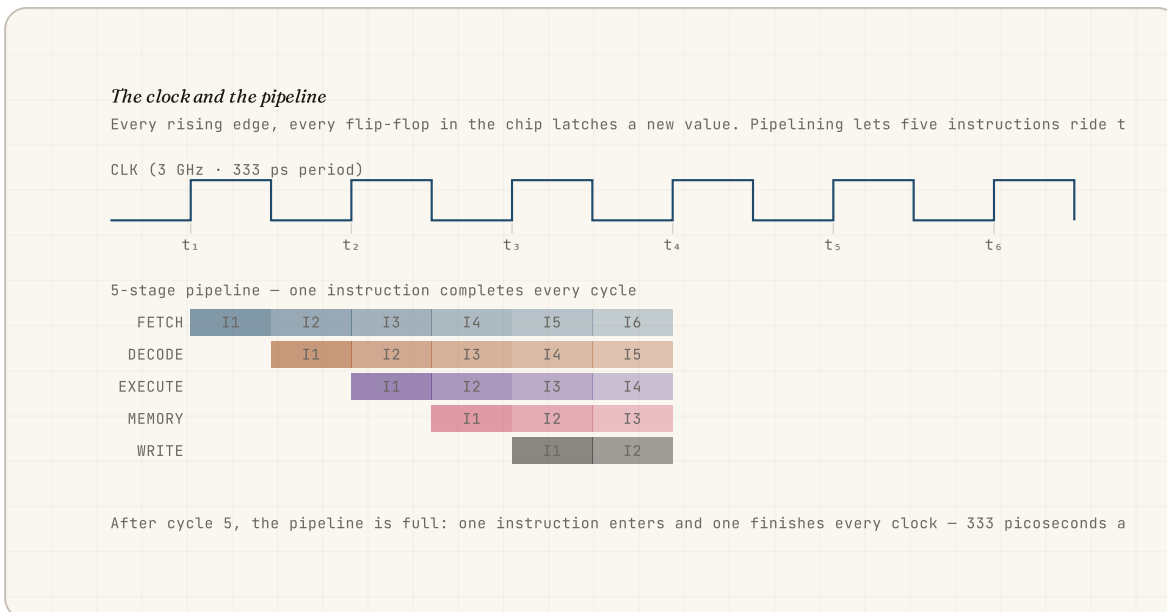 The clock and the pipeline
Every rising edge, every flip-flop in the chip latches a new value. Pipelining lets five instructions ride t
CLK (3 GHz · 333 ps period)
t₁ t₂ t₃ t₄ t₅ t₆
5-stage pipeline — one instruction completes every cycle
FETCH I1 I2 I3 I4 I5 I6
DECODE I1 I2 I3 I4 I5
EXECUTE I1 I2 I3 I4
MEMORY I1 I2 I3
WRITE I1 I2
After cycle 5, the pipeline is full: one instruction enters and one finishes every clock — 333 picoseconds a